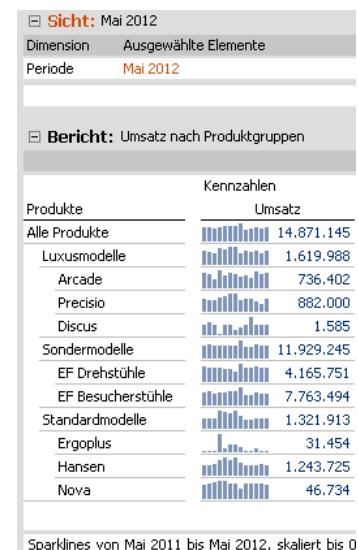 Sicht: Mai 2012
Dimension Ausgewählte Elemente
Periode Mai 2012
Bericht: Umsatz nach Produktgruppen
Kennzahlen
Produkte Umsatz
Alle Produkte 14.871.145
Luxusmodelle 1.619.988
Arcade 736.402
Precisio 882.000
Discus 1.585
Sondermodelle 11.929.245
EF Drehstühle 4.165.751
EF Besucherstühle 7.763.494
Standardmodelle 1.321.913
Ergoplus 31.454
Hansen 1.243.725
Nova 46.734
Sparklines von Mai 2011 bis Mai 2012, skaliert bis 0